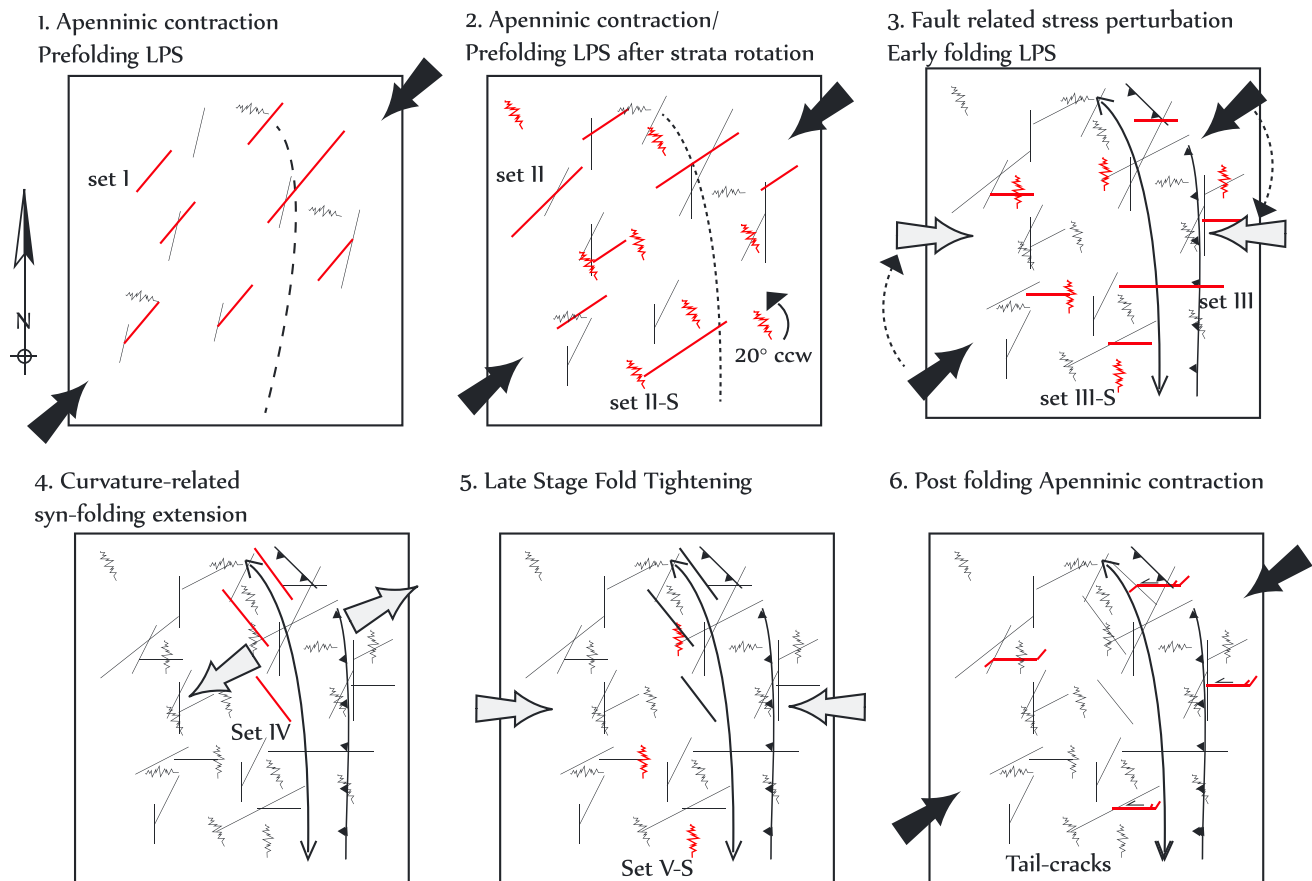 1. Apenninic contraction
Prefolding LPS
set I
N
2. Apenninic contraction/
Prefolding LPS after strata rotation
set II
20° ccw
set II-S
3. Fault related stress perturbation
Early folding LPS
set III
set III-S
4. Curvature-related
syn-folding extension
Set IV
5. Late Stage Fold Tightening
Set V-S
6. Post folding Apenninic contraction
Tail-cracks